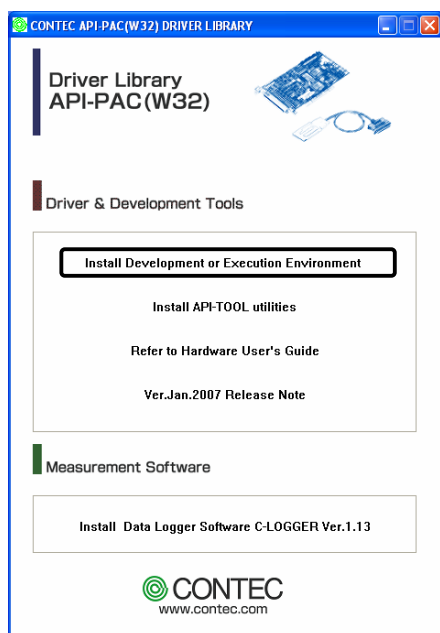 CONTEC API-PAC(W32) DRIVER LIBRARY
Driver Library
API-PAC(W32)
Driver & Development Tools
Install Development or Execution Environment
Install API-TOOL utilities
Refer to Hardware User's Guide
Ver.Jan.2007 Release Note
Measurement Software
Install Data Logger Software C-LOGGER Ver.1.13
CONTEC
www.contec.com